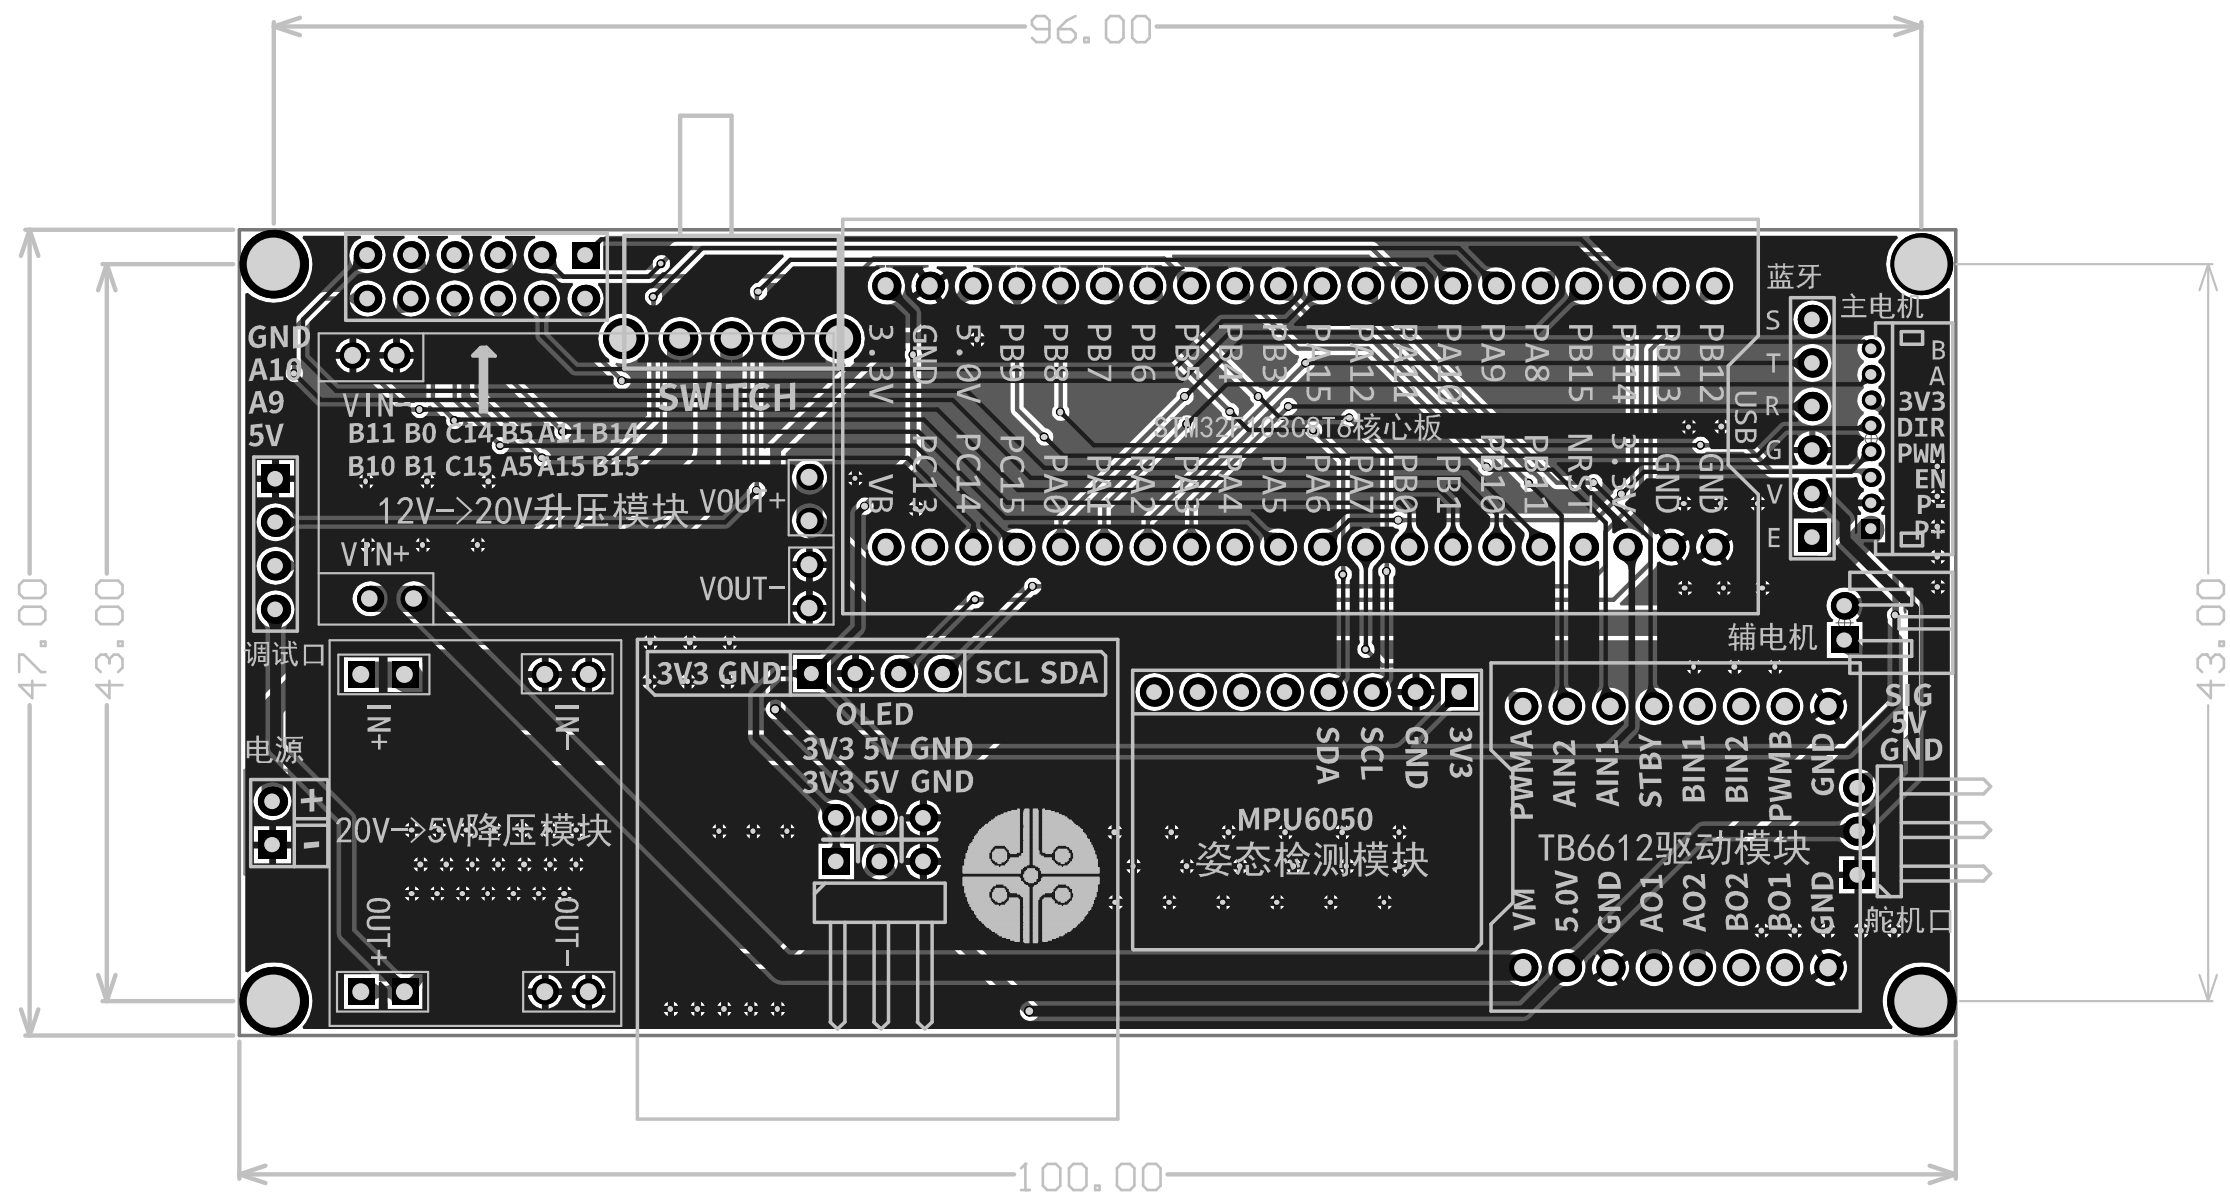 96.00
47.00
43.00
43.00
100.00
蓝牙
主电机
S
T
R
G
V
E
B
A
3V3
DIR
PWM
EN
P-
P+
GND
A10
A9
5V
调试口
VIN-
SWITCH
B11 B0 C14 B5 A11 B14
B10 B1 C15 A5 A15 B15
12V->20V升压模块
VIN+
VOUT+
VOUT-
3.3V
GND
5.0V
PB9
PB8
PB7
PB6
PB5
PB4
PB3
PA15
PA12
PA11
PA10
PA9
PA8
PB15
PB14
PB13
PB12
USB
STM32F103C8T6核心板
VB
PC13
PC14
PC15
PA0
PA1
PA2
PA3
PA4
PA5
PA6
PA7
PB0
PB1
PB10
PB11
NRST
3.3V
GND
GND
辅电机
电源
+
-
IN+
IN-
20V->5V降压模块
OUT+
OUT-
3V3 GND
SCL SDA
OLED
3V3 5V GND
3V3 5V GND
SDA
SCL
GND
3V3
MPU6050
姿态检测模块
PWMA
AIN2
AIN1
STBY
BIN1
BIN2
PWMB
GND
TB6612驱动模块
VM
5.0V
GND
AO1
AO2
BO2
BO1
GND
SIG
5V
GND
舵机口